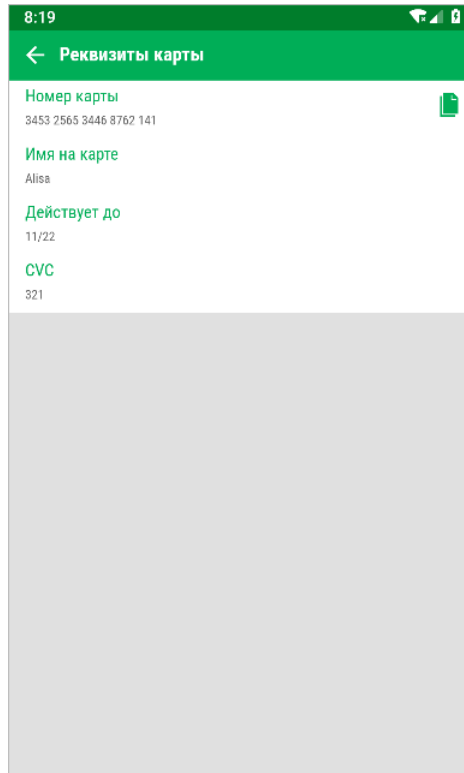 8:19
Реквизиты карты
Номер карты
3453 2565 3446 8762 141
Имя на карте
Alisa
Действует до
11/22
CVC
321